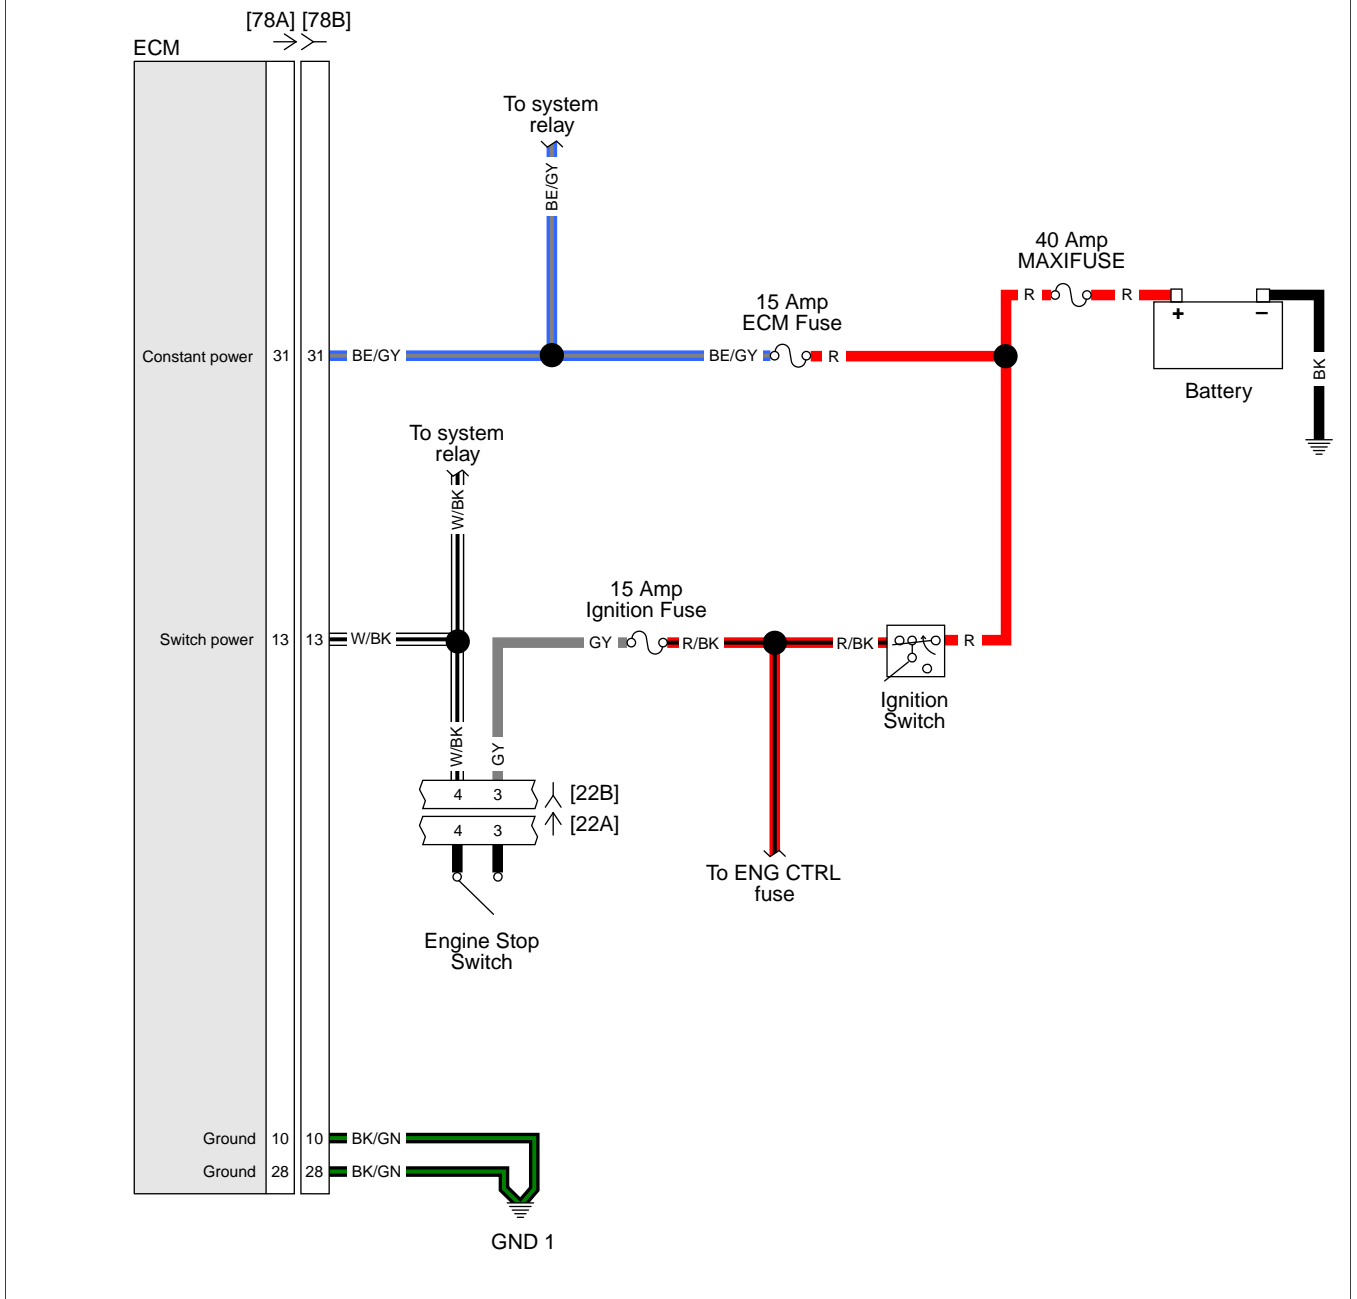 [78A] [78B]
ECM
To system
relay
BE/GY
40 Amp
MAXIFUSE
R
R
15 Amp
ECM Fuse
+
−
Constant power 31 31 BE/GY
BE/GY
R
BK
Battery
To system
relay
W/BK
15 Amp
Ignition Fuse
Switch power 13 13 W/BK
GY
R/BK
R/BK
R
Ignition
Switch
W/BK
GY
4 3 [22B]
4 3 [22A]
To ENG CTRL
fuse
Engine Stop
Switch
Ground 10 10 BK/GN
Ground 28 28 BK/GN
GND 1